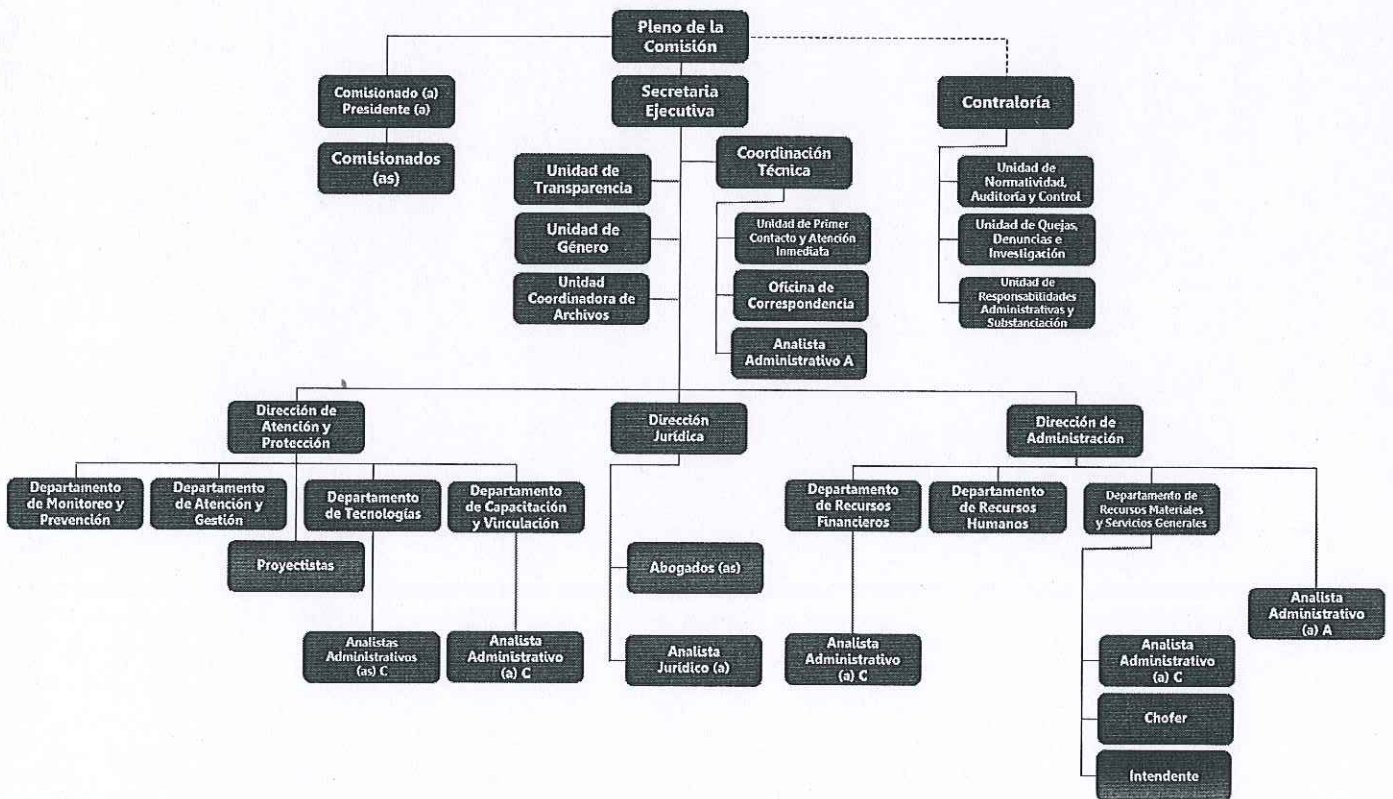 Pleno de la
Comisión
Comisionado (a)
Presidente (a)
Secretaria
Ejecutiva
Contraloría
Comisionados
(as)
Unidad de
Transparencia
Coordinación
Técnica
Unidad de
Normatividad,
Auditoría y Control
Unidad de
Género
Unidad de Primer
Contacto y Atención
Inmediata
Unidad de Quejas,
Denuncias e
Investigación
Unidad
Coordinadora de
Archivos
Oficina de
Correspondencia
Unidad de
Responsabilidades
Administrativas y
Substanciación
Analista
Administrativo A
Dirección de
Atención y
Protección
Dirección
Jurídica
Dirección de
Administración
Departamento
de Monitoreo y
Prevención
Departamento
de Atención y
Gestión
Departamento
de Tecnologías
Departamento
de Capacitación
y Vinculación
Departamento
de Recursos
Financieros
Departamento
de Recursos
Humanos
Departamento de
Recursos Materiales
y Servicios Generales
Proyectistas
Abogados (as)
Analista
Administrativo
(a) A
Analistas
Administrativos
(as) C
Analista
Administrativo
(a) C
Analista
Jurídico (a)
Analista
Administrativo
(a) C
Analista
Administrativo
(a) C
Chofer
Intendente